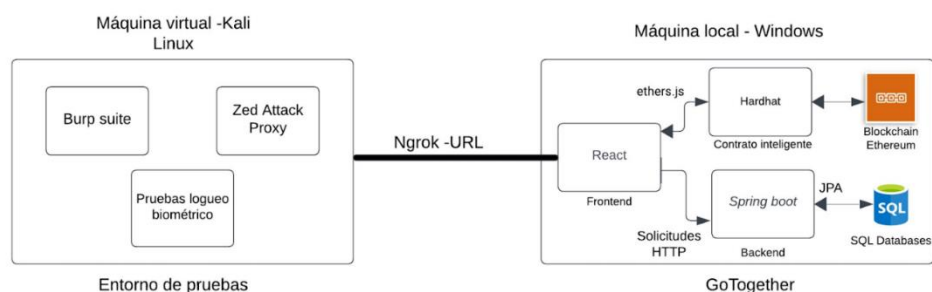 Máquina virtual -Kali
Linux
Burp suite
Zed Attack
Proxy
Pruebas logueo
biométrico
Entorno de pruebas
Ngrok -URL
Máquina local - Windows
ethers.js
Hardhat
Contrato inteligente
Blockchain
Ethereum
React
Frontend
Solicitudes
HTTP
Spring boot
Backend
JPA
SQL
SQL Databases
GoTogether